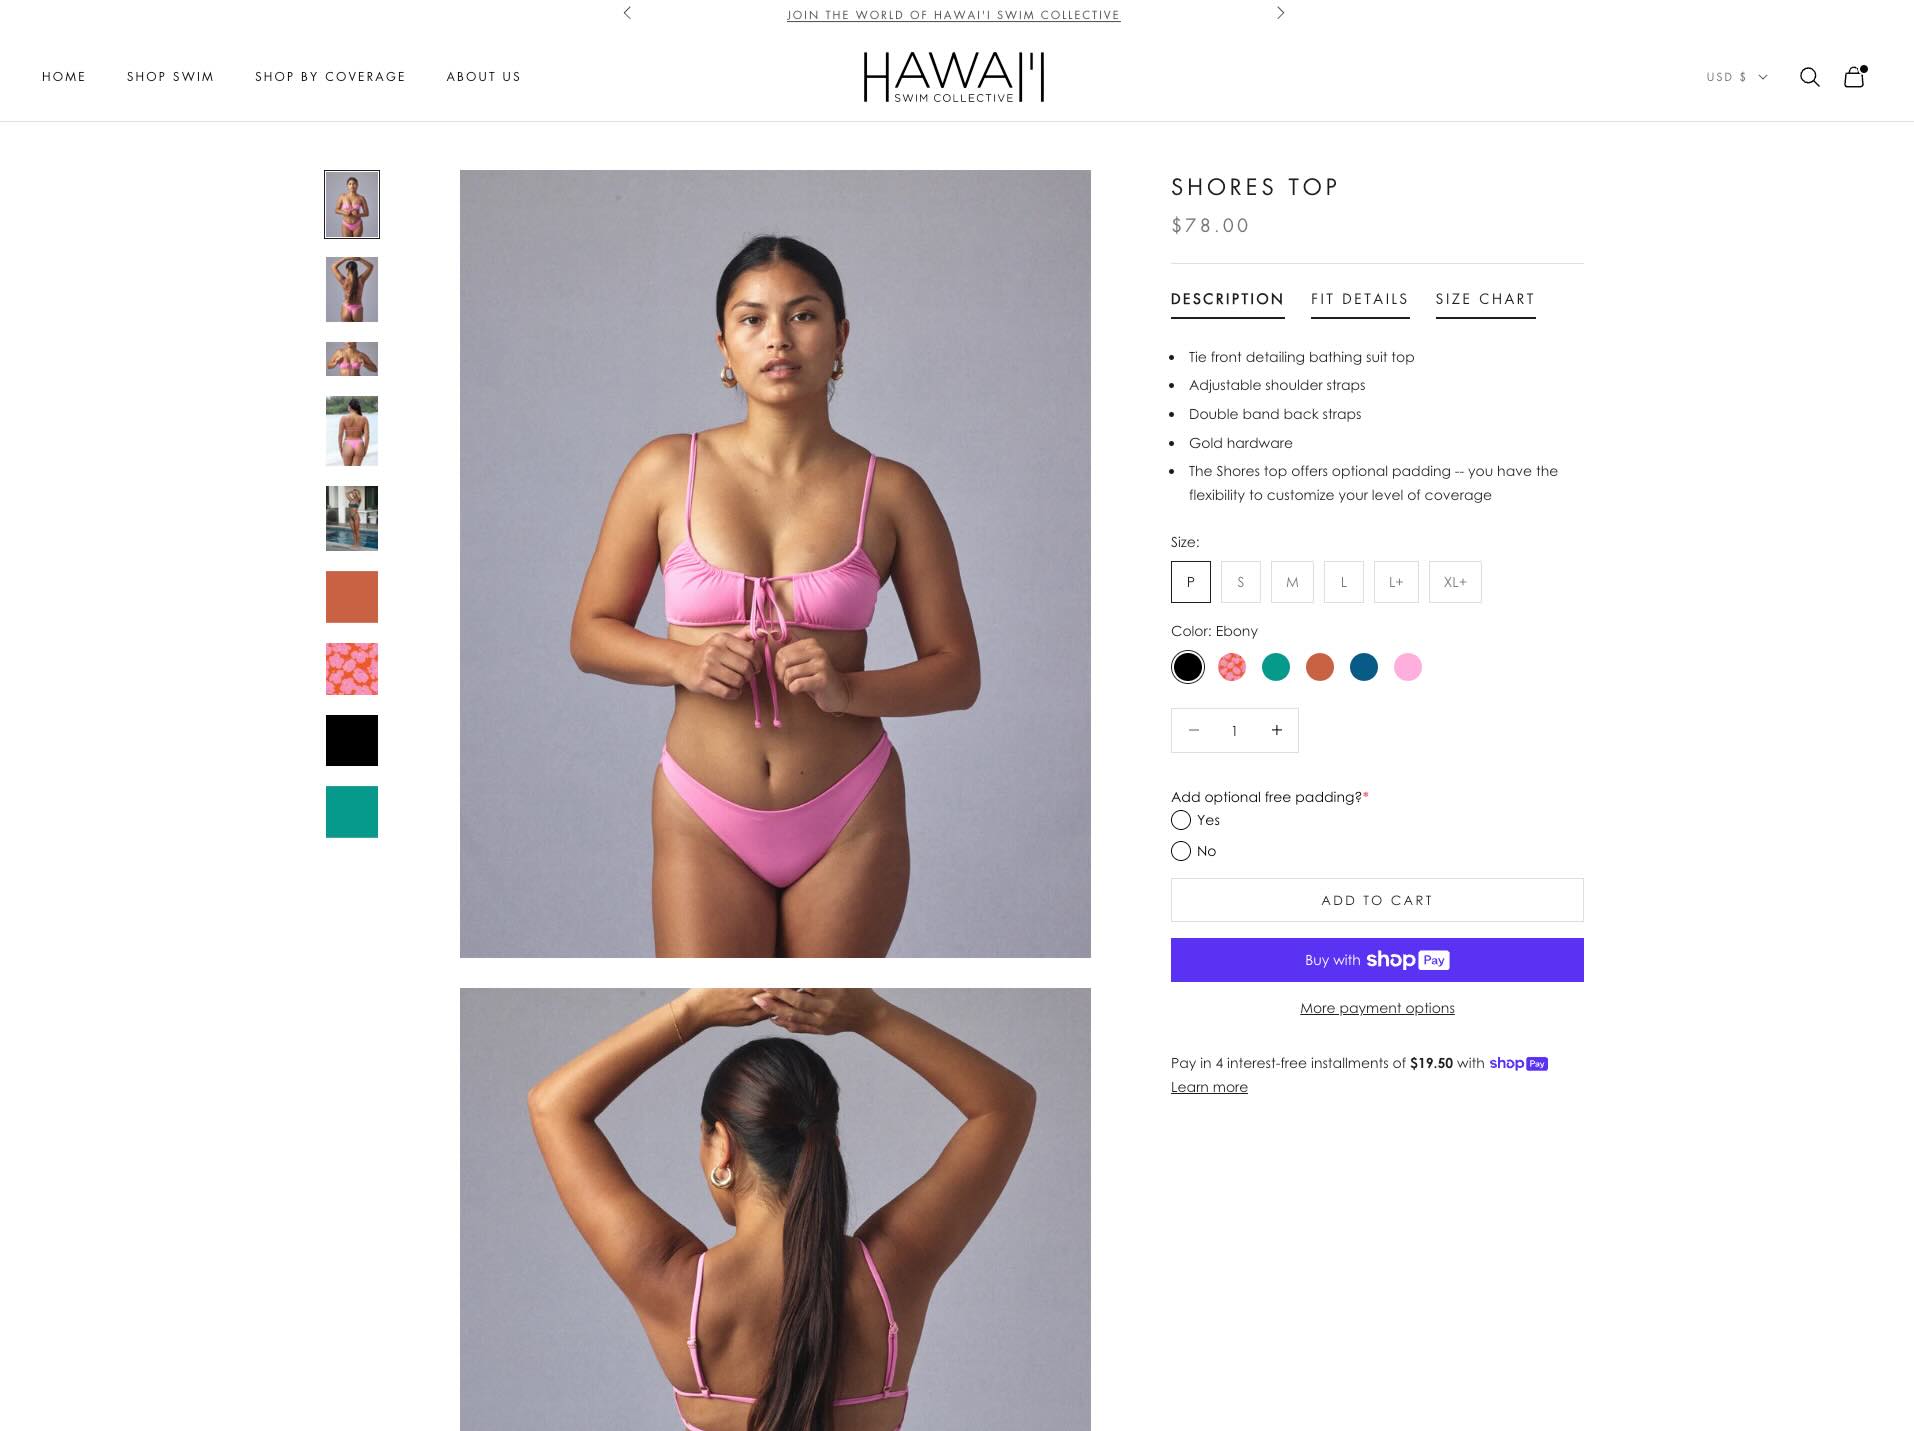 JOIN THE WORLD OF HAWAI'I SWIM COLLECTIVE
HOME
SHOP SWIM
SHOP BY COVERAGE
ABOUT US
HAWAI'I
SWIM COLLECTIVE
USD $
SHORES TOP
$78.00
DESCRIPTION
FIT DETAILS
SIZE CHART
Tie front detailing bathing suit top
Adjustable shoulder straps
Double band back straps
Gold hardware
The Shores top offers optional padding -- you have the
flexibility to customize your level of coverage
Size:
P
S
M
L
L+
XL+
Color: Ebony
1
Add optional free padding?*
Yes
No
ADD TO CART
Buy with shop Pay
More payment options
Pay in 4 interest-free installments of $19.50 with shop Pay
Learn more